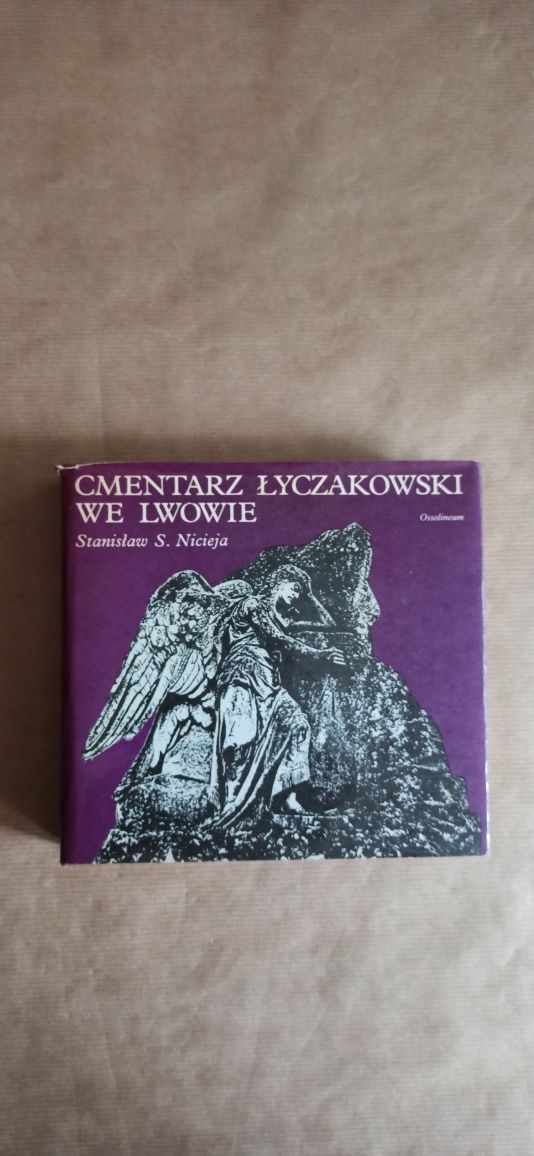 CMENTARZ ŁYCZAKOWSKI
WE LWOWIE
Ossolineum
Stanisław S. Nicieja